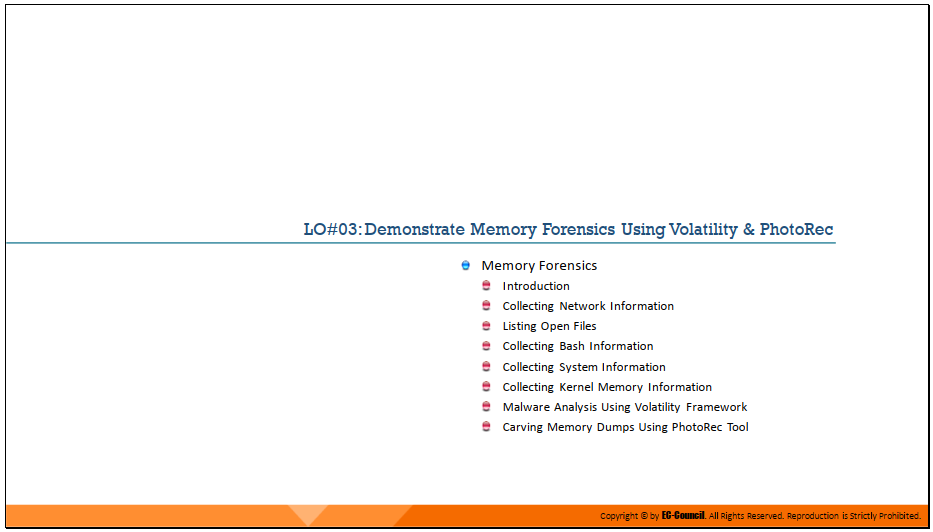 LO#03: Demonstrate Memory Forensics Using Volatility & PhotoRec
Memory Forensics
Introduction
Collecting Network Information
Listing Open Files
Collecting Bash Information
Collecting System Information
Collecting Kernel Memory Information
Malware Analysis Using Volatility Framework
Carving Memory Dumps Using PhotoRec Tool
Copyright © by EC-Council. All Rights Reserved. Reproduction is Strictly Prohibited.